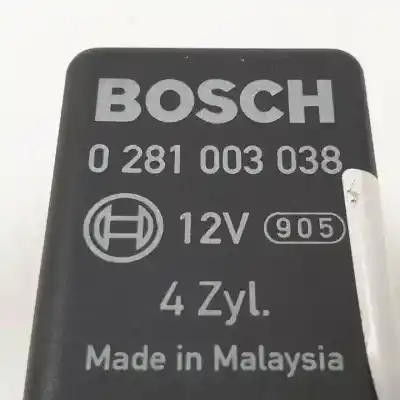 BOSCH
0 281 003 038
12V 905
4 Zyl.
Made in Malaysia